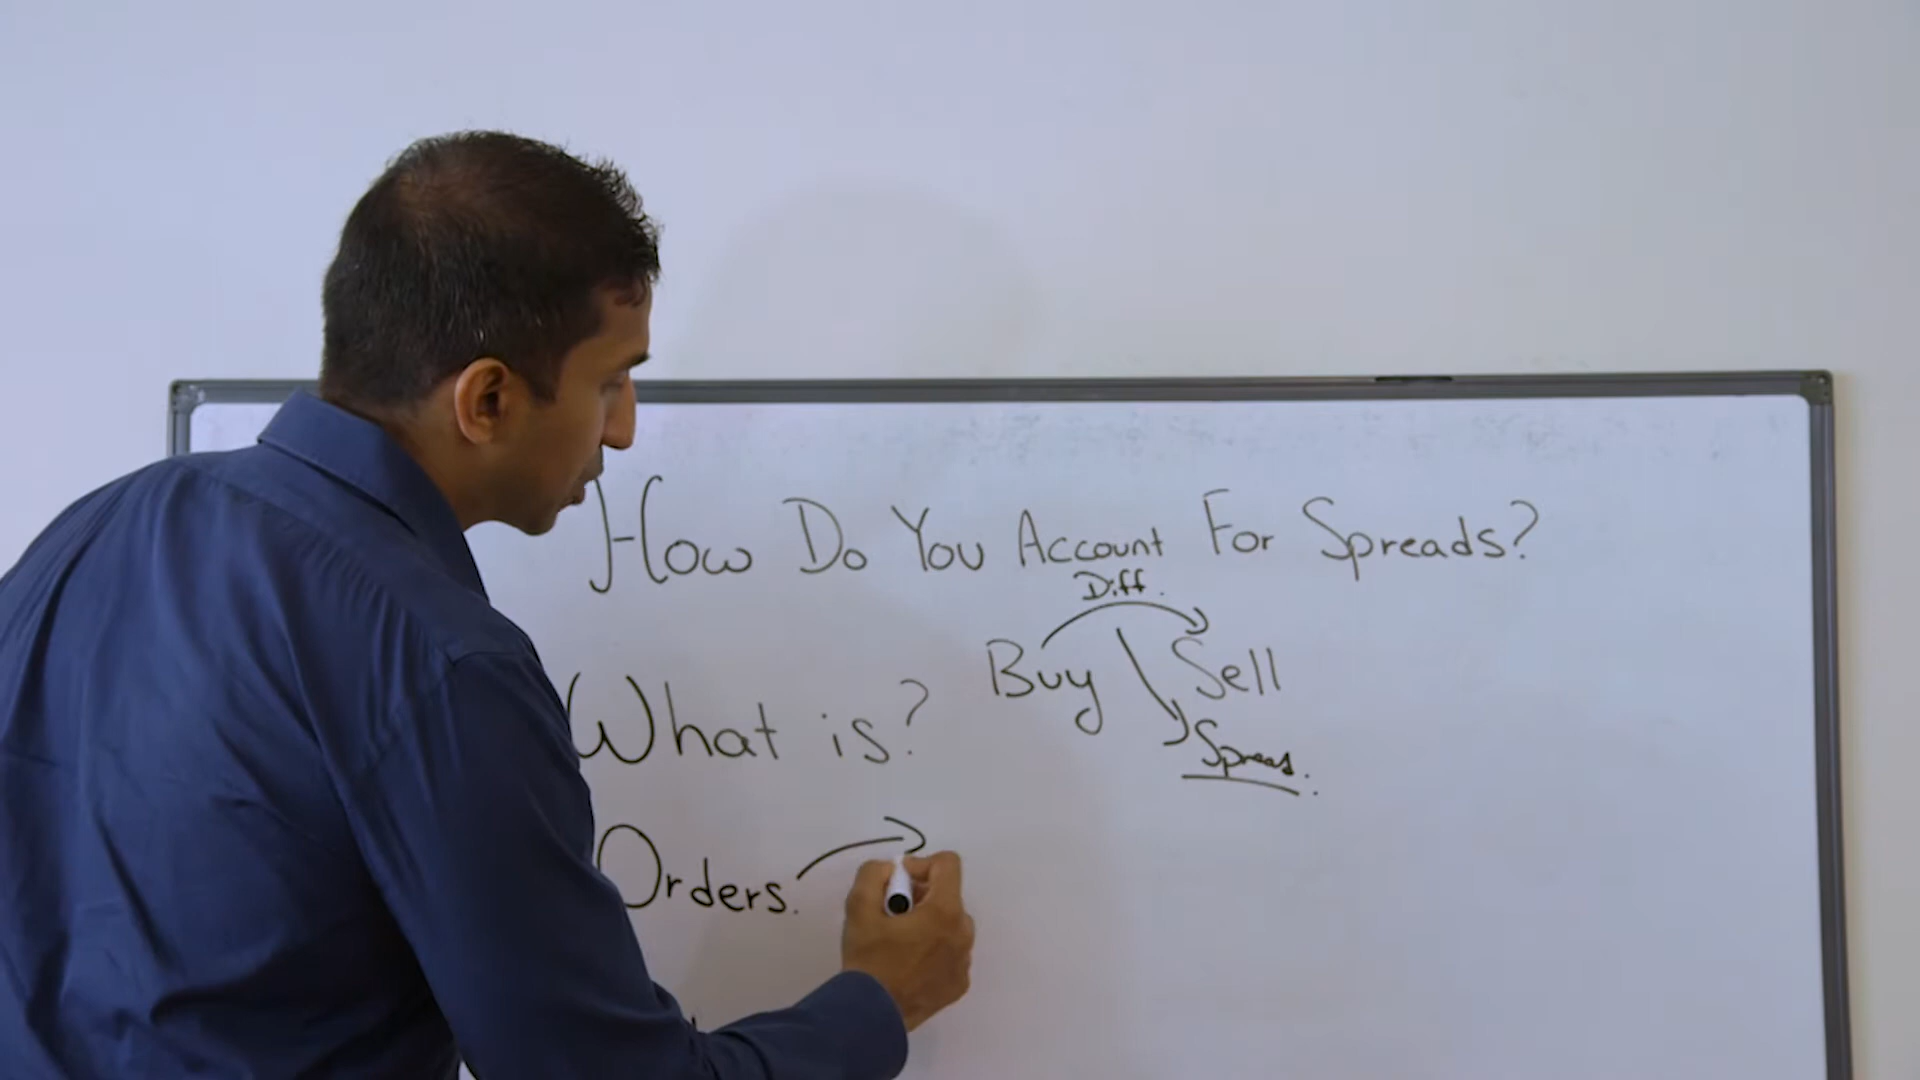 How Do You Account For Spreads?
Diff.
Buy Sell
What is?
Spread.
Orders.